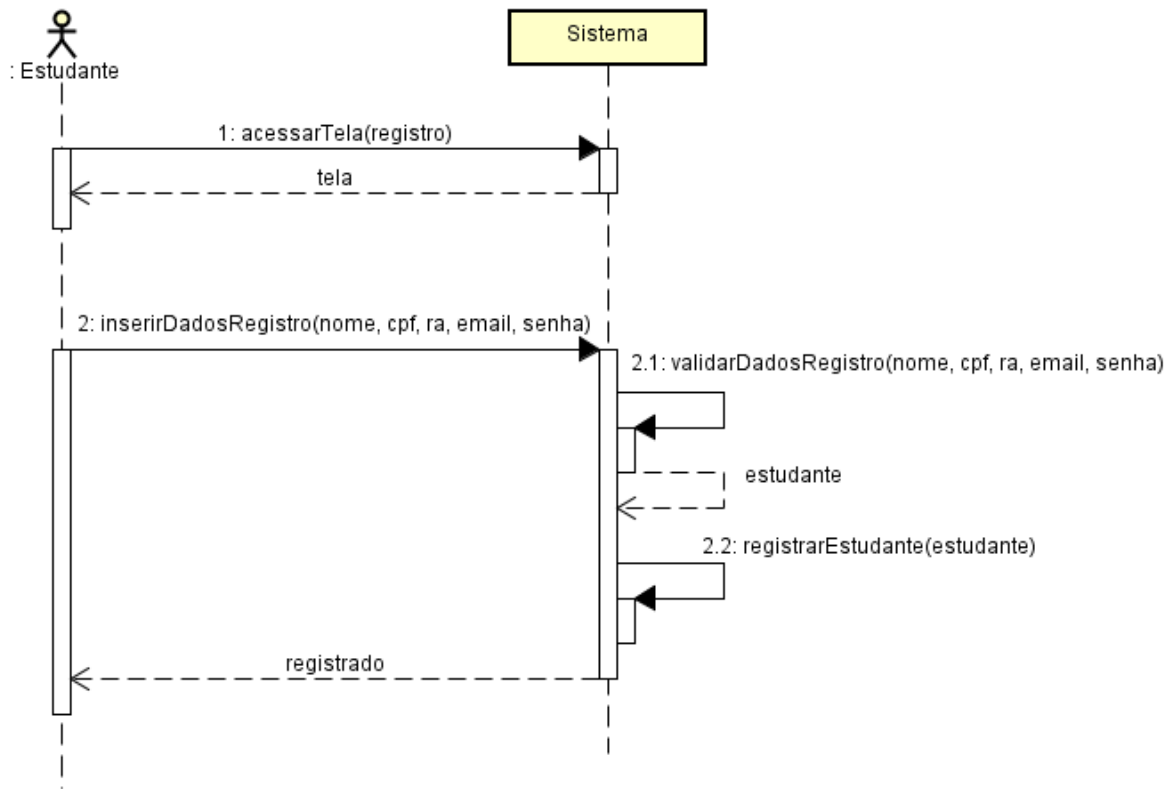 Sistema
: Estudante
1: acessarTela(registro)
tela
2: inserirDadosRegistro(nome, cpf, ra, email, senha)
2.1: validarDadosRegistro(nome, cpf, ra, email, senha)
estudante
2.2: registrarEstudante(estudante)
registrado